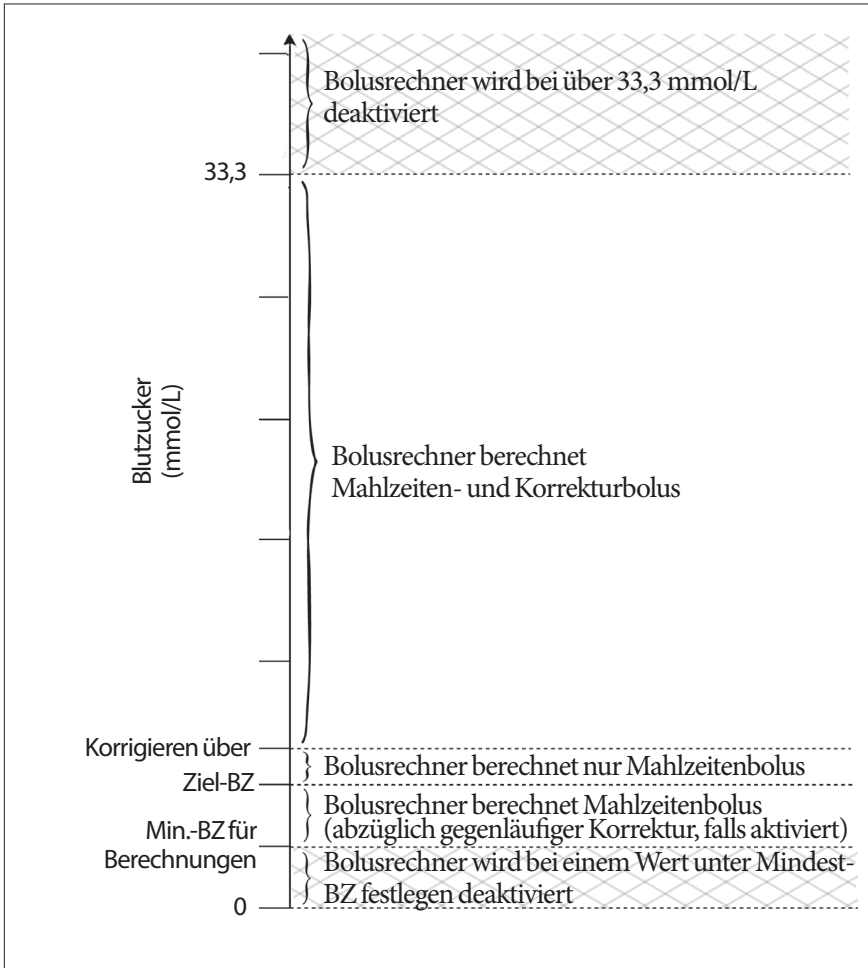 Bolusrechner wird bei über 33,3 mmol/L
deaktiviert
33,3
Blutzucker
(mmol/L)
Bolusrechner berechnet
Mahlzeiten- und Korrekturbolus
Korrigieren über
Bolusrechner berechnet nur Mahlzeitenbolus
Ziel-BZ
Bolusrechner berechnet Mahlzeitenbolus
(abzüglich gegenläufiger Korrektur, falls aktiviert)
Min.-BZ für
Berechnungen
Bolusrechner wird bei einem Wert unter Mindest-
BZ festlegen deaktiviert
0